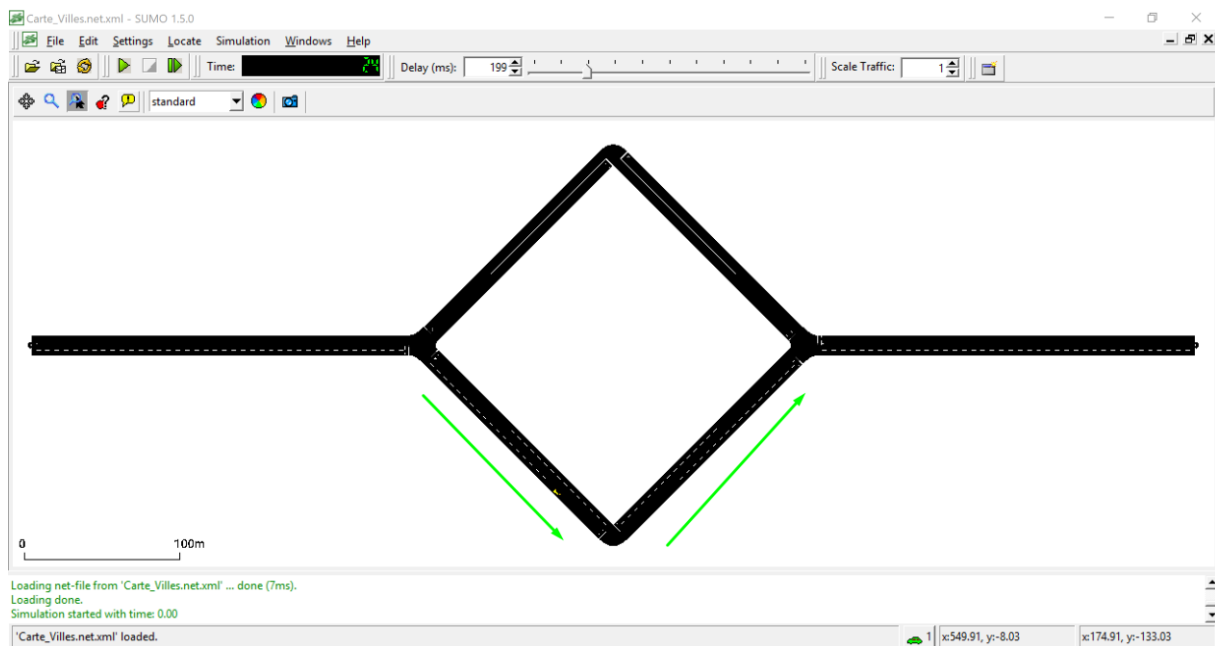 Carte_Villes.net.xml - SUMO 1.5.0
File Edit Settings Locate Simulation Windows Help
Time: 24 Delay (ms): 199 Scale Traffic: 1
standard
0 100m
Loading net-file from 'Carte_Villes.net.xml' ... done (7ms).
Loading done.
Simulation started with time: 0.00
'Carte_Villes.net.xml' loaded. 1 x:549.91, y:-8.03 x:174.91, y:-133.03